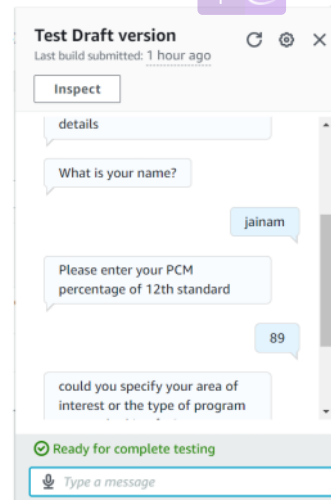 Test Draft version
Last build submitted: 1 hour ago
Inspect
details
What is your name?
jainam
Please enter your PCM
percentage of 12th standard
89
could you specify your area of
interest or the type of program
Ready for complete testing
Type a message